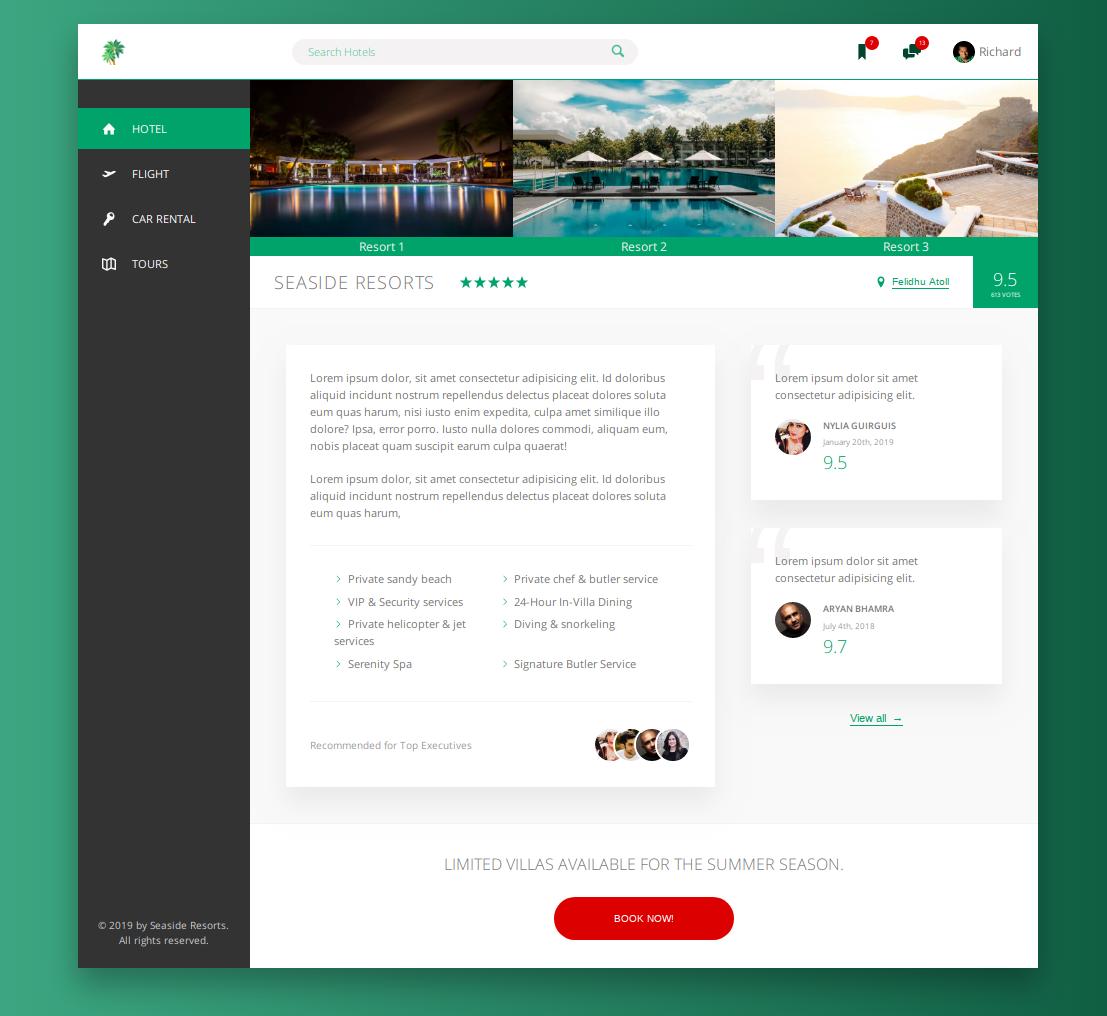 Search Hotels
7
13
Richard
HOTEL
FLIGHT
CAR RENTAL
TOURS
© 2019 by Seaside Resorts.
All rights reserved.
Resort 1
Resort 2
Resort 3
SEASIDE RESORTS
Felidhu Atoll
9.5
613 VOTES
Lorem ipsum dolor, sit amet consectetur adipisicing elit. Id doloribus
aliquid incidunt nostrum repellendus delectus placeat dolores soluta
eum quas harum, nisi iusto enim expedita, culpa amet similique illo
dolore? Ipsa, error porro. Iusto nulla dolores commodi, aliquam eum,
nobis placeat quam suscipit earum culpa quaerat!
Lorem ipsum dolor, sit amet consectetur adipisicing elit. Id doloribus
aliquid incidunt nostrum repellendus delectus placeat dolores soluta
eum quas harum,
Private sandy beach
Private chef & butler service
VIP & Security services
24-Hour In-Villa Dining
Private helicopter & jet
services
Diving & snorkeling
Serenity Spa
Signature Butler Service
Recommended for Top Executives
“
Lorem ipsum dolor sit amet
consectetur adipisicing elit.
NYLIA GUIRGUIS
January 20th, 2019
9.5
“
Lorem ipsum dolor sit amet
consectetur adipisicing elit.
ARYAN BHAMRA
July 4th, 2018
9.7
View all →
LIMITED VILLAS AVAILABLE FOR THE SUMMER SEASON.
BOOK NOW!